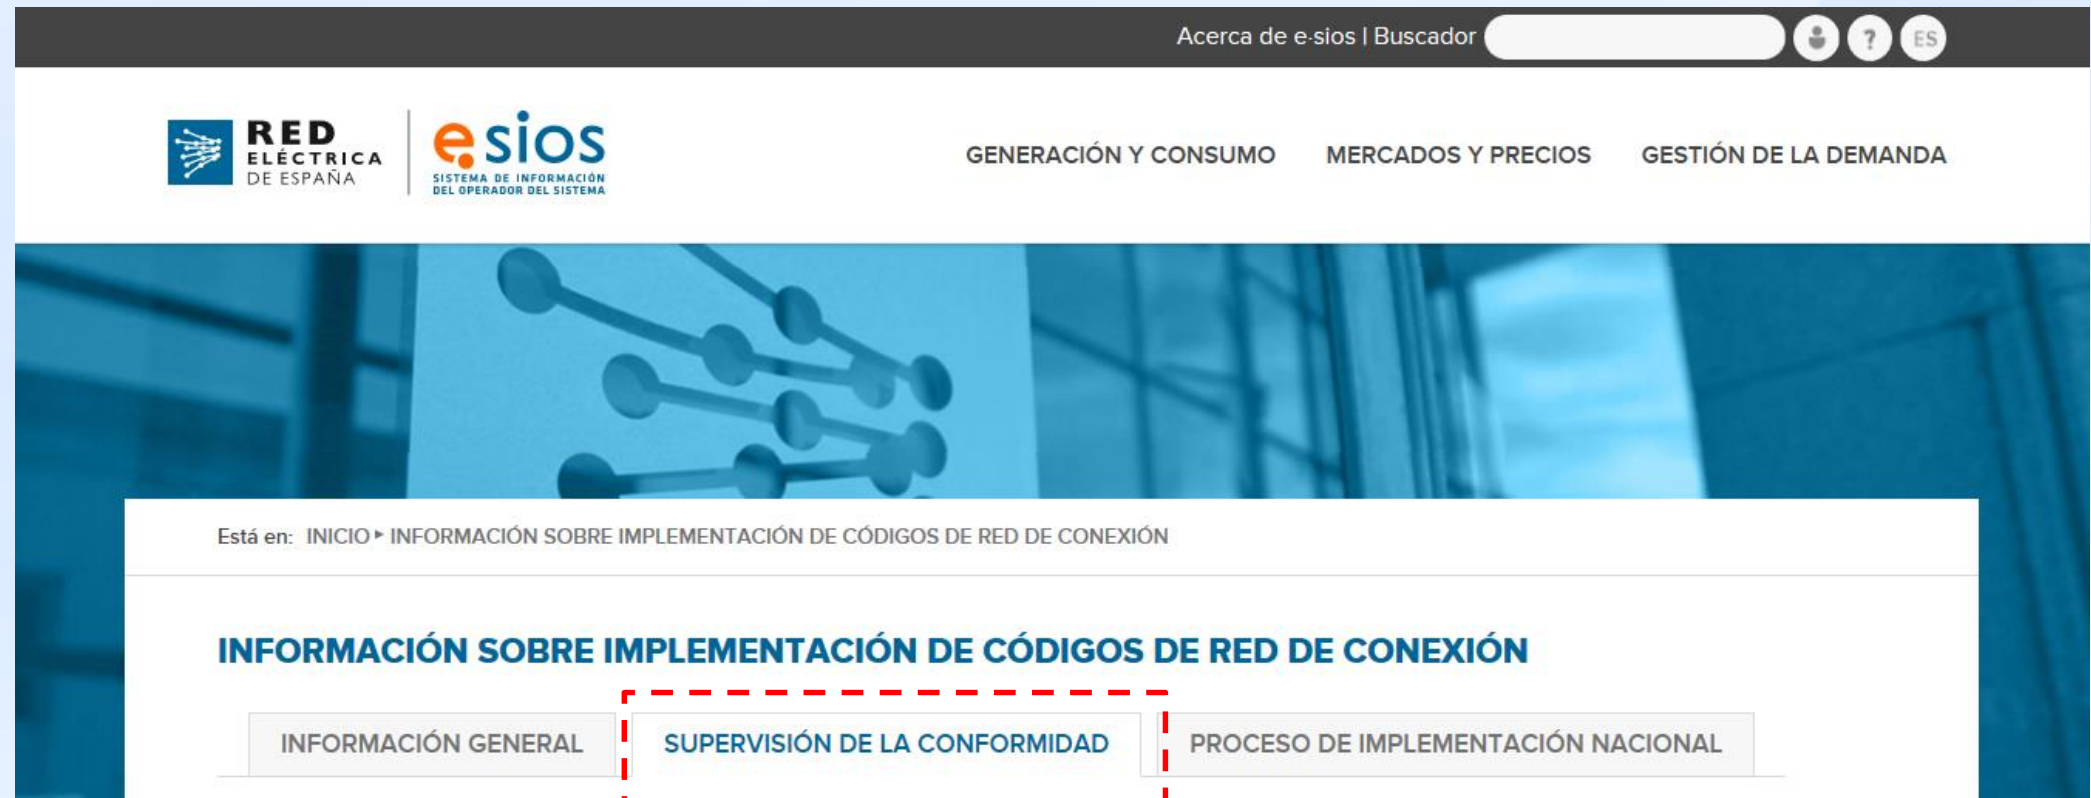 Acerca de e·sios | Buscador ? ES
RED
ELÉCTRICA
DE ESPAÑA
esios
SISTEMA DE INFORMACIÓN
DEL OPERADOR DEL SISTEMA
GENERACIÓN Y CONSUMO MERCADOS Y PRECIOS GESTIÓN DE LA DEMANDA
Está en: INICIO ▸ INFORMACIÓN SOBRE IMPLEMENTACIÓN DE CÓDIGOS DE RED DE CONEXIÓN
INFORMACIÓN SOBRE IMPLEMENTACIÓN DE CÓDIGOS DE RED DE CONEXIÓN
INFORMACIÓN GENERAL SUPERVISIÓN DE LA CONFORMIDAD PROCESO DE IMPLEMENTACIÓN NACIONAL